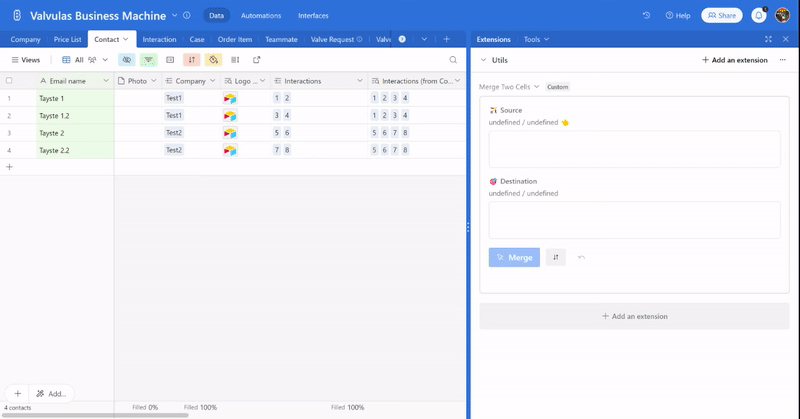 Valvulas Business Machine
Data
Automations
Interfaces
Help
Share
Company
Price List
Contact
Interaction
Case
Order Item
Teammate
Valve Request
Valv
Extensions
Tools
Views
All
Utils
Add an extension
Email name
Photo
Company
Logo ...
Interactions
Interactions (from Co...
Merge Two Cells
Custom
1 Tayste 1 Test1 1 2 1 2 3 4
2 Tayste 1.2 Test1 3 4 1 2 3 4
3 Tayste 2 Test2 5 6 5 6 7 8
4 Tayste 2.2 Test2 7 8 5 6 7 8
Source
undefined / undefined
Destination
undefined / undefined
Merge
Add an extension
Add...
4 contacts
Filled 0%
Filled 100%
Filled 100%